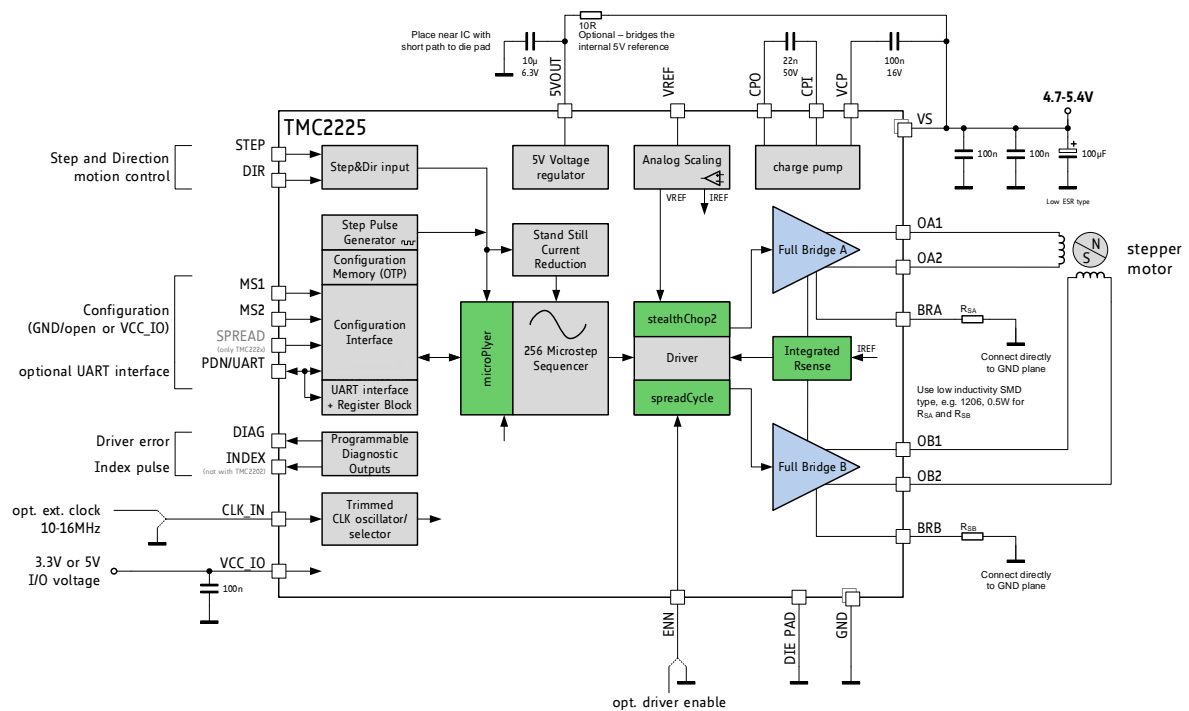 Place near IC with
short path to die pad
10µ
6.3V
10R
Optional – bridges the
internal 5V reference
22n
50V
100n
16V
5VOUT
VREF
CPO
CPI
VCP
4.7-5.4V
TMC2225
VS
100n
100n
+
100µF
Low ESR type
Step and Direction
motion control
STEP
DIR
Step&Dir input
5V Voltage
regulator
Analog Scaling
charge pump
VREF
IREF
Step Pulse
Generator
Configuration
Memory (OTP)
Configuration
Interface
UART interface
+ Register Block
Stand Still
Current
Reduction
Full Bridge A
OA1
OA2
N
S
stepper
motor
Configuration
(GND/open or VCC_IO)
optional UART interface
MS1
MS2
SPREAD
(only TMC222x)
PDN/UART
microPlyer
256 Microstep
Sequencer
stealthChop2
Driver
spreadCycle
Integrated
Rsense
IREF
BRA
RSA
Connect directly
to GND plane
Use low inductivity SMD
type, e.g. 1206, 0.5W for
RSA and RSB
Driver error
Index pulse
DIAG
INDEX
(not with TMC2202)
Programmable
Diagnostic
Outputs
Full Bridge B
OB1
OB2
opt. ext. clock
10-16MHz
CLK_IN
Trimmed
CLK oscillator/
selector
BRB
RSB
Connect directly
to GND plane
3.3V or 5V
I/O voltage
VCC_IO
100n
ENN
DIE PAD
GND
opt. driver enable